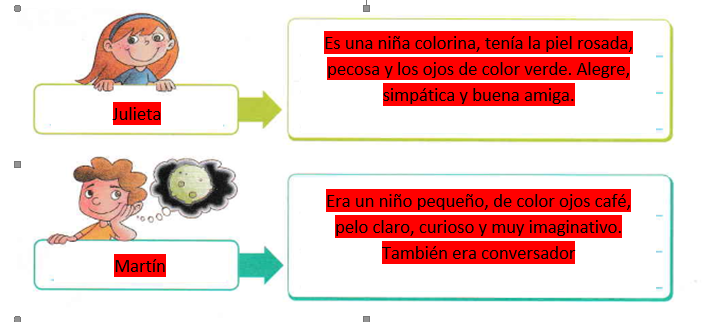 Julieta
Es una niña colorina, tenía la piel rosada,
pecosa y los ojos de color verde. Alegre,
simpática y buena amiga.
Martín
Era un niño pequeño, de color ojos café,
pelo claro, curioso y muy imaginativo.
También era conversador